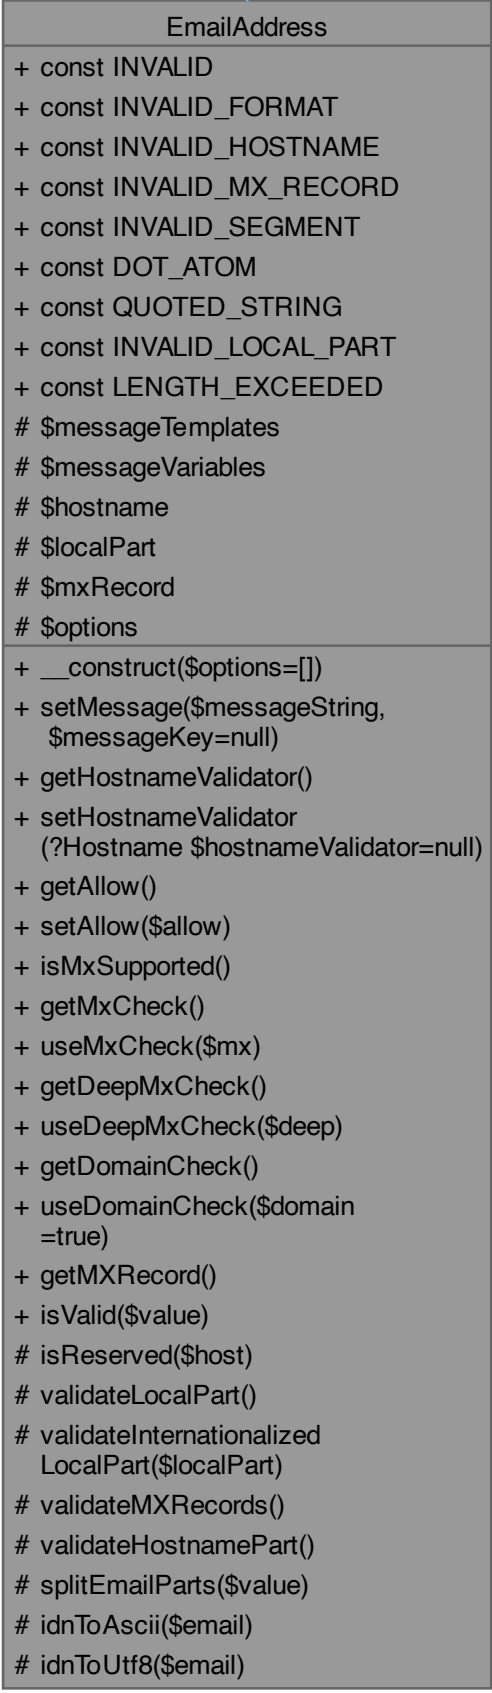 EmailAddress
+ const INVALID
+ const INVALID_FORMAT
+ const INVALID_HOSTNAME
+ const INVALID_MX_RECORD
+ const INVALID_SEGMENT
+ const DOT_ATOM
+ const QUOTED_STRING
+ const INVALID_LOCAL_PART
+ const LENGTH_EXCEEDED
# $messageTemplates
# $messageVariables
# $hostname
# $localPart
# $mxRecord
# $options
+ __construct($options=[])
+ setMessage($messageString,
$messageKey=null)
+ getHostnameValidator()
+ setHostnameValidator
(?Hostname $hostnameValidator=null)
+ getAllow()
+ setAllow($allow)
+ isMxSupported()
+ getMxCheck()
+ useMxCheck($mx)
+ getDeepMxCheck()
+ useDeepMxCheck($deep)
+ getDomainCheck()
+ useDomainCheck($domain
=true)
+ getMXRecord()
+ isValid($value)
# isReserved($host)
# validateLocalPart()
# validateInternationalized
LocalPart($localPart)
# validateMXRecords()
# validateHostnamePart()
# splitEmailParts($value)
# idnToAscii($email)
# idnToUtf8($email)